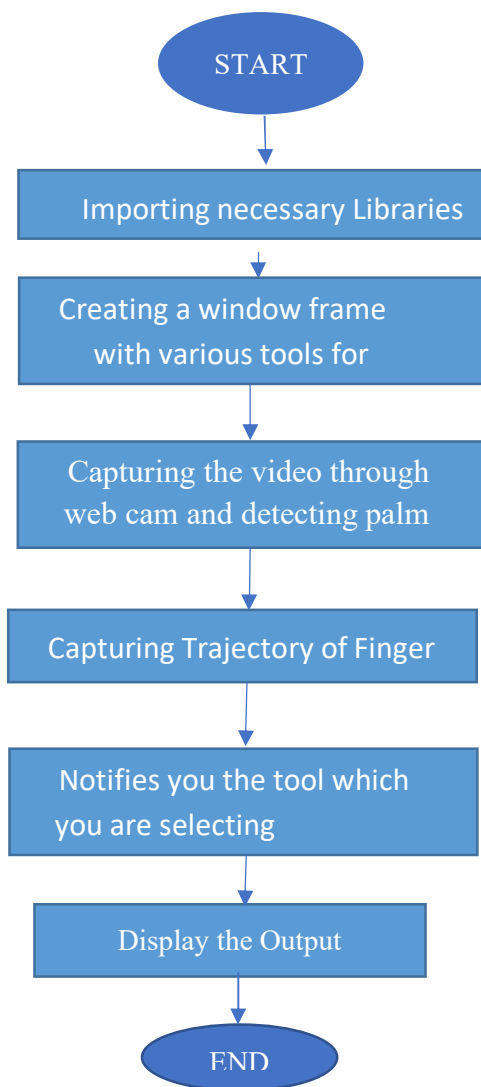 START
Importing necessary Libraries
Creating a window frame
with various tools for
Capturing the video through
web cam and detecting palm
Capturing Trajectory of Finger
Notifies you the tool which
you are selecting
Display the Output
END